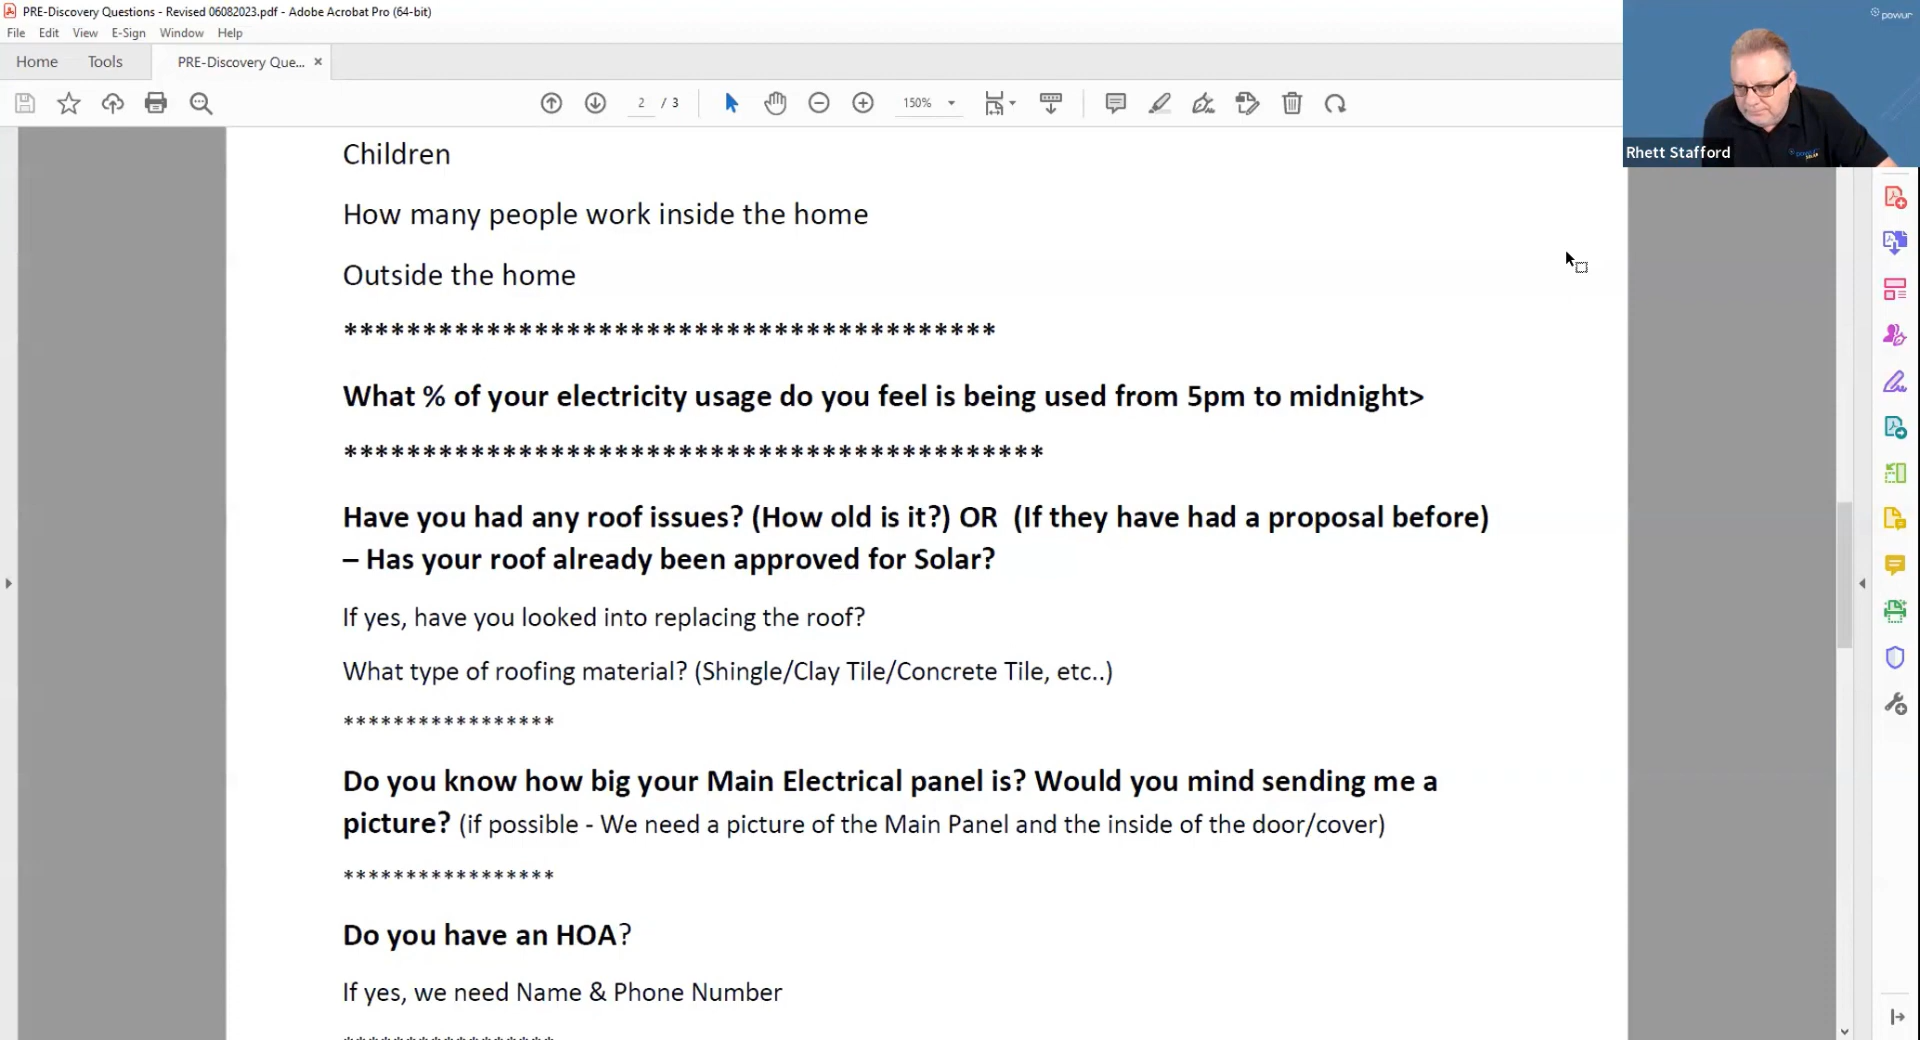 PRE-Discovery Questions - Revised 06082023.pdf - Adobe Acrobat Pro (64-bit)
File Edit View E-Sign Window Help
Home Tools PRE-Discovery Que... ×
2 / 3 150%
powur
Rhett Stafford
Children
How many people work inside the home
Outside the home
*****************************************
What % of your electricity usage do you feel is being used from 5pm to midnight>
********************************************
Have you had any roof issues? (How old is it?) OR (If they have had a proposal before)
– Has your roof already been approved for Solar?
If yes, have you looked into replacing the roof?
What type of roofing material? (Shingle/Clay Tile/Concrete Tile, etc..)
*****************
Do you know how big your Main Electrical panel is? Would you mind sending me a
picture? (if possible - We need a picture of the Main Panel and the inside of the door/cover)
*****************
Do you have an HOA?
If yes, we need Name & Phone Number
*****************